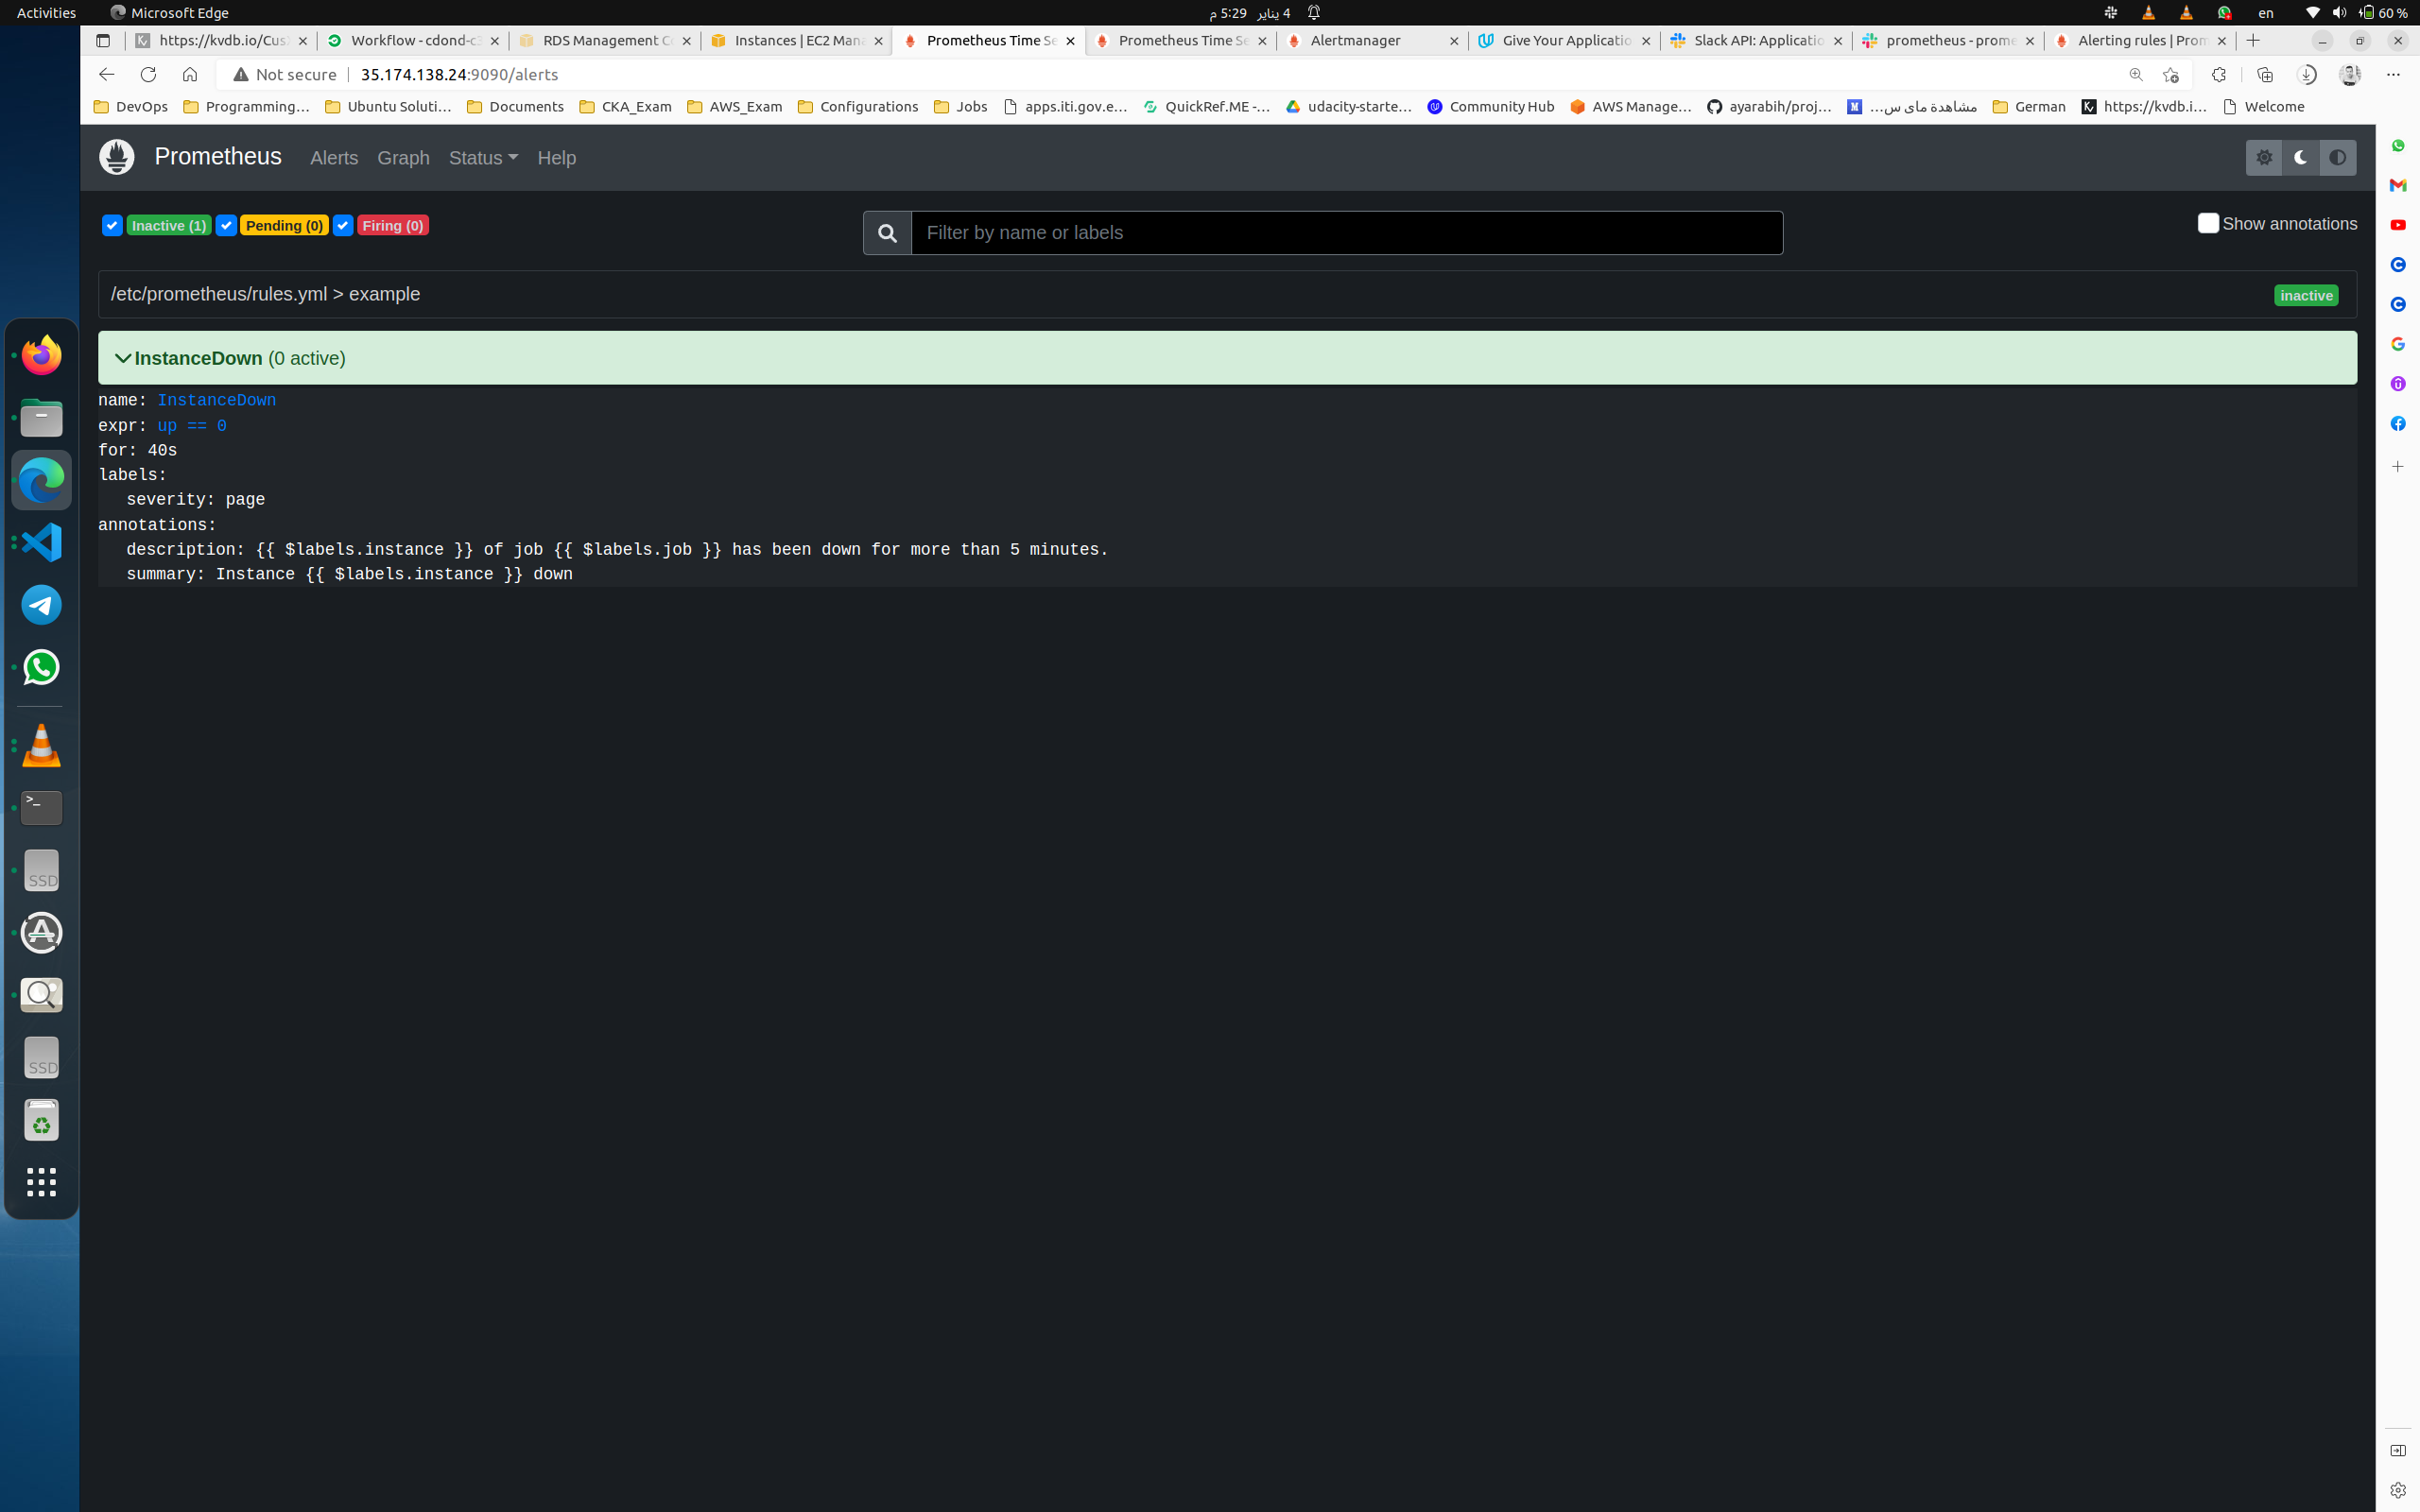 Activities Microsoft Edge 4 يناير 5:29 م en 60 %
https://kvdb.io/Cus Workflow - cdond-c3 RDS Management Co Instances | EC2 Mana Prometheus Time Se Prometheus Time Se Alertmanager Give Your Applicatio Slack API: Applicatio prometheus - prome Alerting rules | Prom
Not secure 35.174.138.24:9090/alerts
DevOps Programming… Ubuntu Soluti… Documents CKA_Exam AWS_Exam Configurations Jobs apps.iti.gov.e… QuickRef.ME -… udacity-starte… Community Hub AWS Manage… ayarabih/proj… مشاهدة ماى س… German https://kvdb.i… Welcome
Prometheus Alerts Graph Status Help
Inactive (1) Pending (0) Firing (0) Filter by name or labels Show annotations
/etc/prometheus/rules.yml > example inactive
InstanceDown (0 active)
name: InstanceDown
expr: up == 0
for: 40s
labels:
severity: page
annotations:
description: {{ $labels.instance }} of job {{ $labels.job }} has been down for more than 5 minutes.
summary: Instance {{ $labels.instance }} down
SSD
SSD